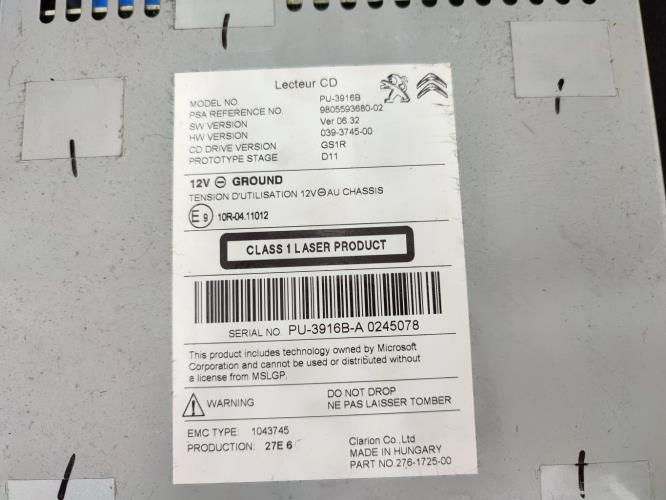 Lecteur CD
MODEL NO. PU-3916B
PSA REFERENCE NO. 9805593680-02
SW VERSION Ver 06.32
HW VERSION 039-3745-00
CD DRIVE VERSION GS1R
PROTOTYPE STAGE D11
12V ⊖ GROUND
TENSION D'UTILISATION 12V⊖AU CHASSIS
E9 10R-04.11012
CLASS 1 LASER PRODUCT
SERIAL NO. PU-3916B-A 0245078
This product includes technology owned by Microsoft
Corporation and cannot be used or distributed without
a license from MSLGP.
WARNING
DO NOT DROP
NE PAS LAISSER TOMBER
EMC TYPE: 1043745
PRODUCTION: 27E 6
Clarion Co.,Ltd
MADE IN HUNGARY
PART NO.276-1725-00